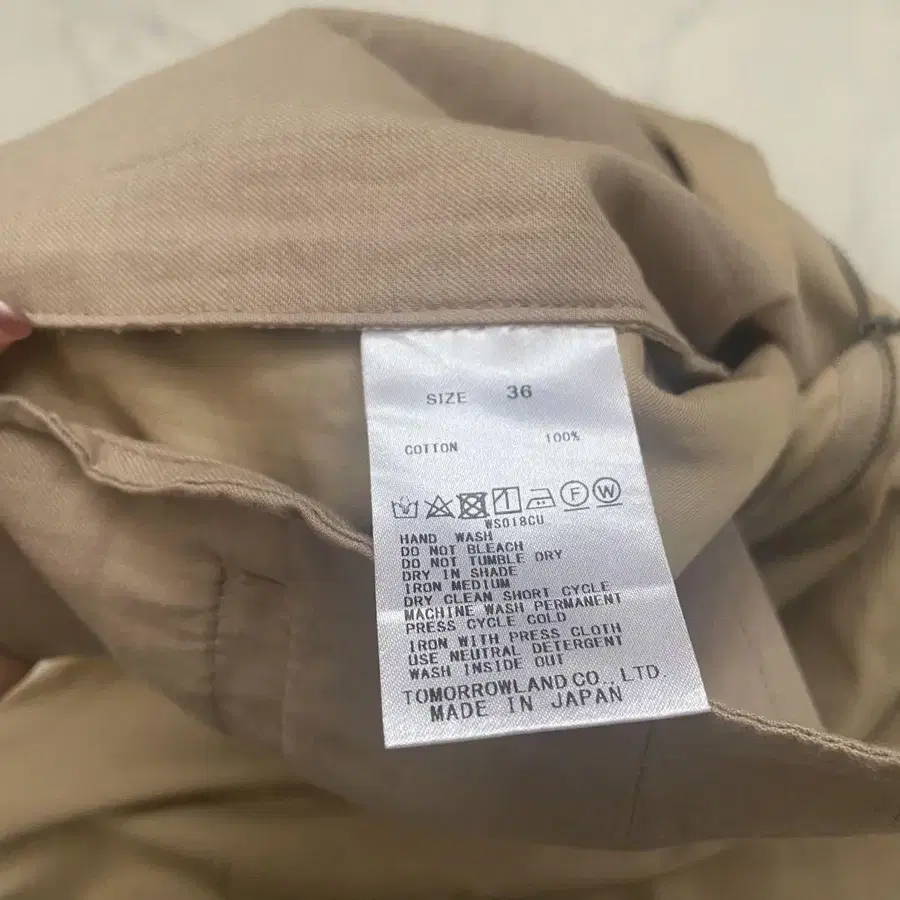 SIZE 36
COTTON 100%
F W
WS018CU
HAND WASH
DO NOT BLEACH
DO NOT TUMBLE DRY
DRY IN SHADE
IRON MEDIUM
DRY CLEAN SHORT CYCLE
MACHINE WASH PERMANENT
PRESS CYCLE COLD
IRON WITH PRESS CLOTH
USE NEUTRAL DETERGENT
WASH INSIDE OUT
TOMORROWLAND CO., LTD.
MADE IN JAPAN